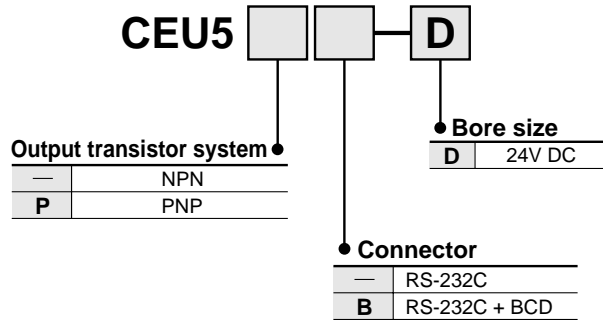 CEU5 - D
Bore size
D 24V DC
Output transistor system
— NPN
P PNP
Connector
— RS-232C
B RS-232C + BCD